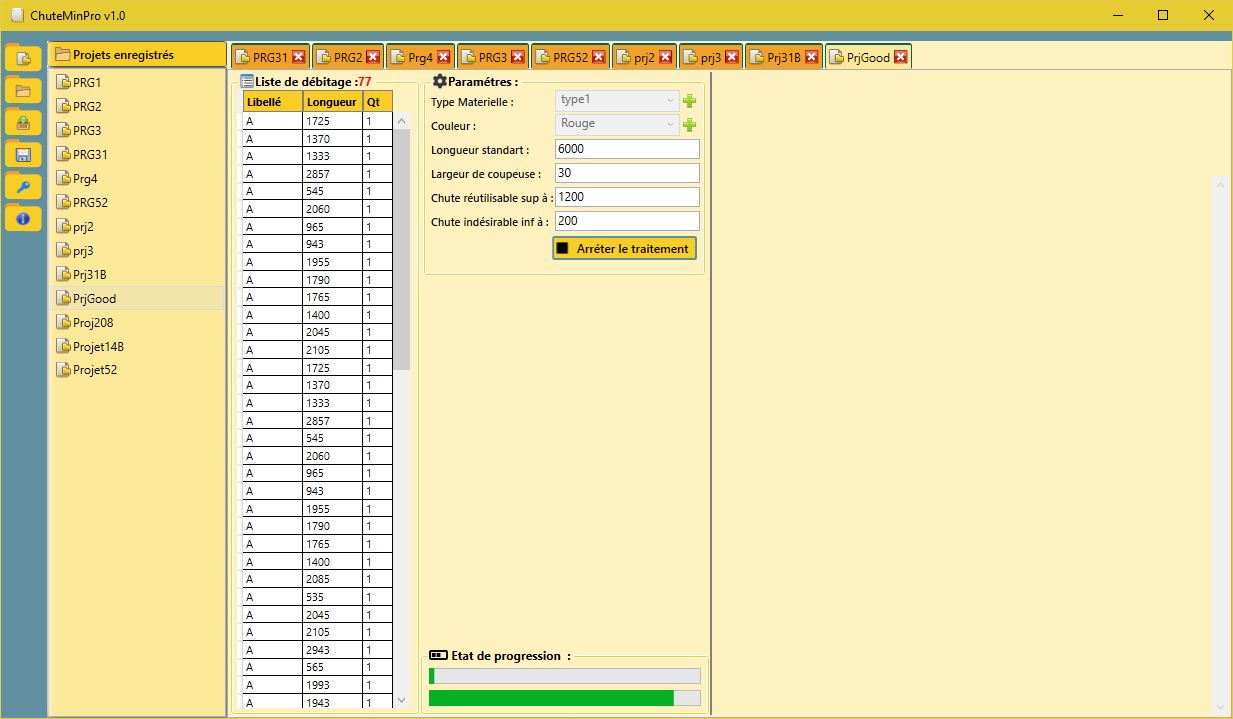 ChuteMinPro v1.0
Projets enregistrés
PRG1
PRG2
PRG3
PRG31
Prg4
PRG52
prj2
prj3
Prj31B
PrjGood
Proj208
Projet14B
Projet52
PRG31 PRG2 Prg4 PRG3 PRG52 prj2 prj3 Prj31B PrjGood
Liste de débitage :77
Libellé Longueur Qt
A 1725 1
A 1370 1
A 1333 1
A 2857 1
A 545 1
A 2060 1
A 965 1
A 943 1
A 1955 1
A 1790 1
A 1765 1
A 1400 1
A 2045 1
A 2105 1
A 1725 1
A 1370 1
A 1333 1
A 2857 1
A 545 1
A 2060 1
A 965 1
A 943 1
A 1955 1
A 1790 1
A 1765 1
A 1400 1
A 2085 1
A 535 1
A 2045 1
A 2105 1
A 2943 1
A 565 1
A 1993 1
A 1943 1
Paramétres :
Type Materielle : type1
Couleur : Rouge
Longueur standart : 6000
Largeur de coupeuse : 30
Chute réutilisable sup à : 1200
Chute indésirable inf à : 200
Arréter le traitement
Etat de progression :